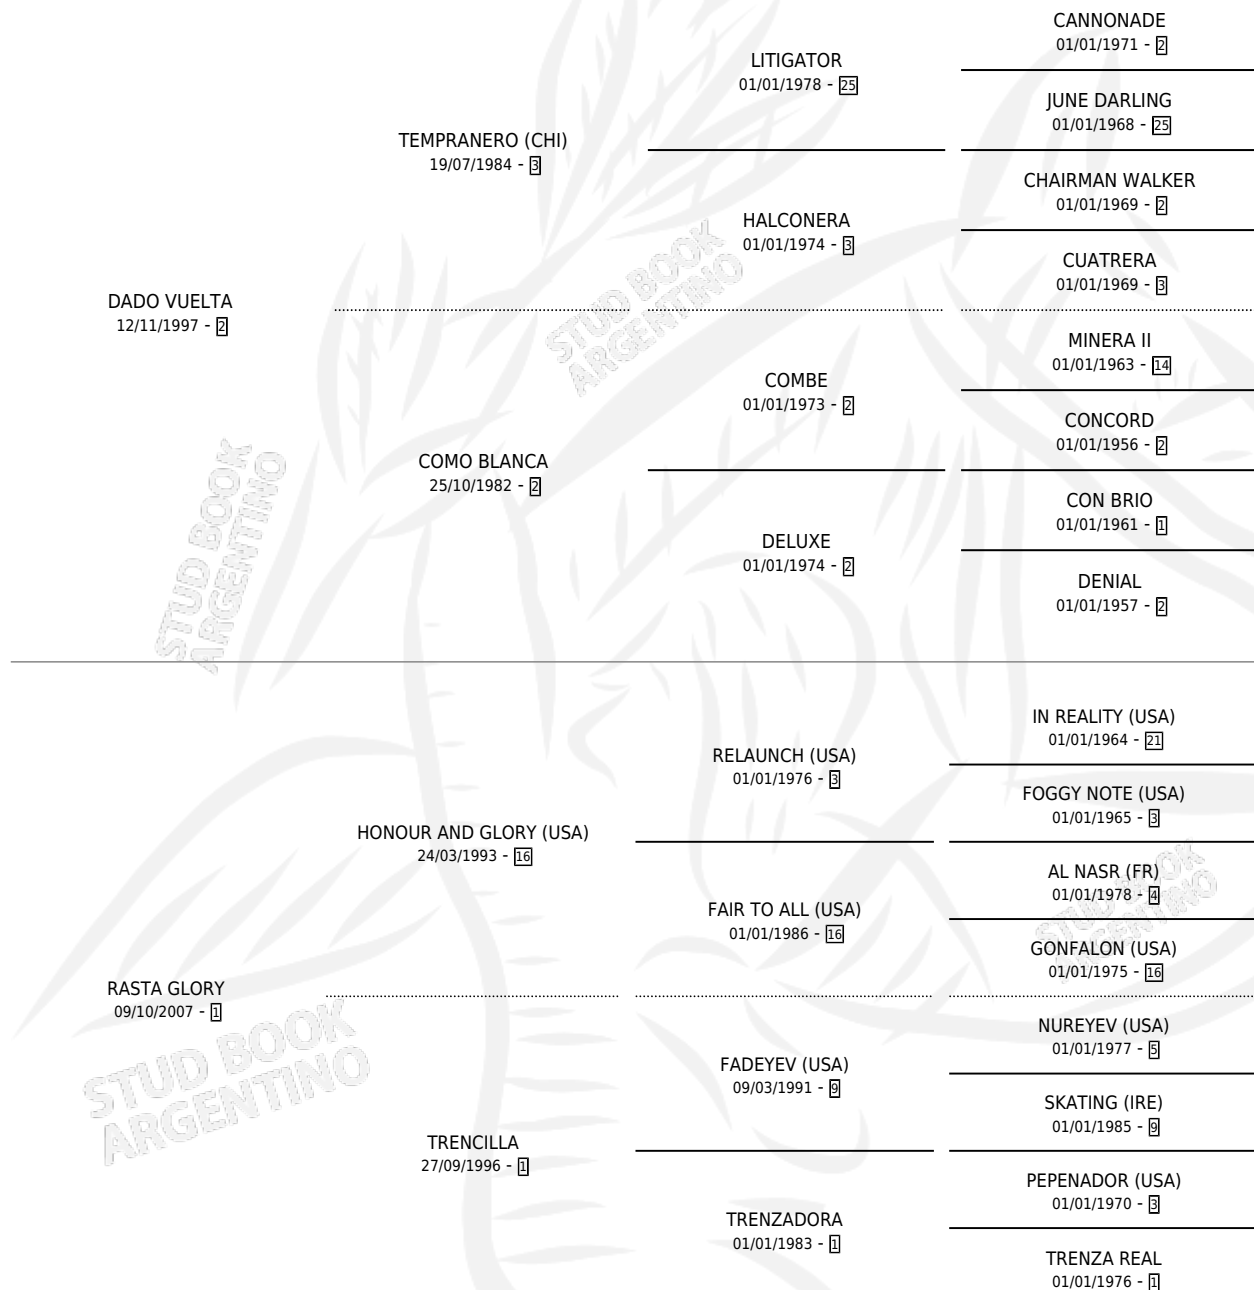 CANNONADE
01/01/1971 - 2
LITIGATOR
01/01/1978 - 25
JUNE DARLING
01/01/1968 - 25
TEMPRANERO (CHI)
19/07/1984 - 3
CHAIRMAN WALKER
01/01/1969 - 2
HALCONERA
01/01/1974 - 3
CUATRERA
01/01/1969 - 3
DADO VUELTA
12/11/1997 - 2
STUD BOOK
ARGENTINO
MINERA II
01/01/1963 - 14
COMBE
01/01/1973 - 2
CONCORD
01/01/1956 - 2
COMO BLANCA
25/10/1982 - 2
CON BRIO
01/01/1961 - 1
DELUXE
01/01/1974 - 2
DENIAL
01/01/1957 - 2
STUD BOOK
ARGENTINO
IN REALITY (USA)
01/01/1964 - 21
RELAUNCH (USA)
01/01/1976 - 3
FOGGY NOTE (USA)
01/01/1965 - 3
HONOUR AND GLORY (USA)
24/03/1993 - 16
AL NASR (FR)
01/01/1978 - 4
FAIR TO ALL (USA)
01/01/1986 - 16
STUD BOOK
ARGENTINO
GONFALON (USA)
01/01/1975 - 16
RASTA GLORY
09/10/2007 - 1
STUD BOOK
ARGENTINO
NUREYEV (USA)
01/01/1977 - 5
FADEYEV (USA)
09/03/1991 - 9
SKATING (IRE)
01/01/1985 - 9
TRENCILLA
27/09/1996 - 1
PEPENADOR (USA)
01/01/1970 - 3
TRENZADORA
01/01/1983 - 1
TRENZA REAL
01/01/1976 - 1